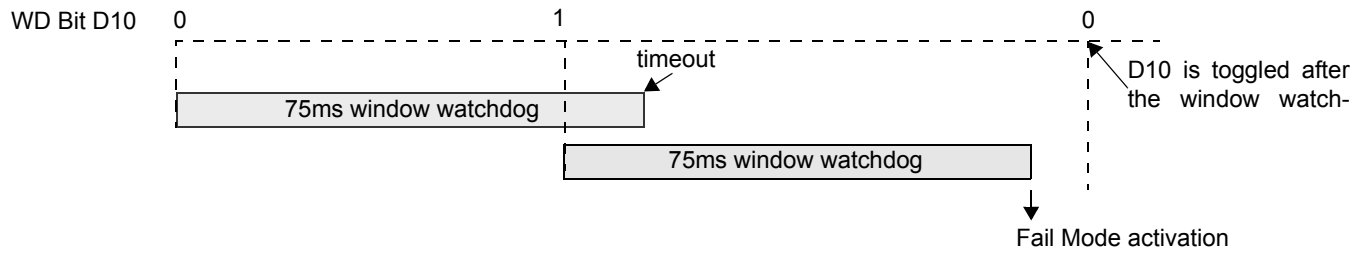 WD Bit D10 0 1 0
timeout
D10 is toggled after
the window watch-
75ms window watchdog
75ms window watchdog
Fail Mode activation